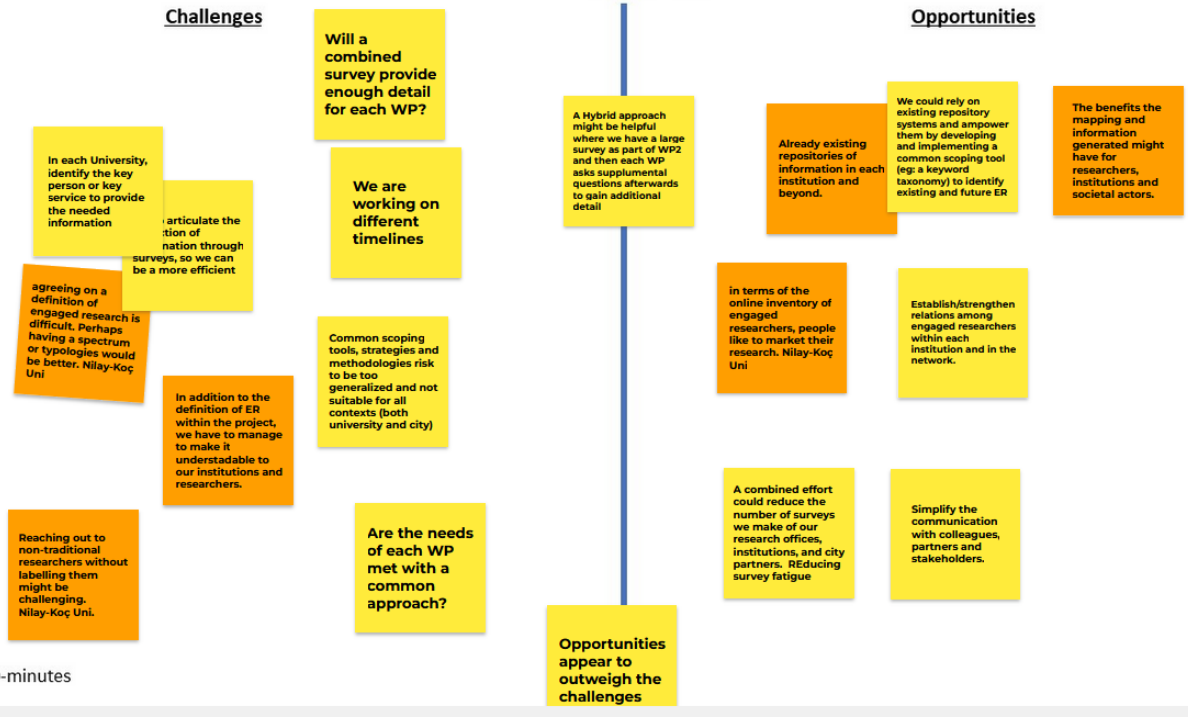 Challenges
Opportunities
Will a
combined
survey provide
enough detail
for each WP?
In each University,
identify the key
person or key
service to provide
the needed
information
articulate the
through
surveys, so we can
be a more efficient
We are
working on
different
timelines
agreeing on a
definition of
engaged research is
difficult. Perhaps
having a spectrum
or typologies would
be better. Nilay-Koç
Uni
Common scoping
tools, strategies and
methodologies risk
to be too
generalized and not
suitable for all
contexts (both
university and city)
In addition to the
definition of ER
within the project,
we have to manage
to make it
understadable to
our institutions and
researchers.
Reaching out to
non-traditional
researchers without
labelling them
might be
challenging.
Nilay-Koç Uni.
Are the needs
of each WP
met with a
common
approach?
-minutes
A Hybrid approach
might be helpful
where we have a large
survey as part of WP2
and then each WP
asks supplumental
questions afterwards
to gain additional
detail
Opportunities
appear to
outweigh the
challenges
Already existing
repositories of
information in each
institution and
beyond.
We could rely on
existing repository
systems and ampower
them by developing
and implementing a
common scoping tool
(eg: a keyword
taxonomy) to identify
existing and future ER
The benefits the
mapping and
information
generated might
have for
researchers,
institutions and
societal actors.
in terms of the
online inventory of
engaged
researchers, people
like to market their
research. Nilay-Koç
Uni
Establish/strengthen
relations among
engaged researchers
within each
institution and in the
network.
A combined effort
could reduce the
number of surveys
we make of our
research offices,
institutions, and city
partners. REducing
survey fatigue
Simplify the
communication
with colleagues,
partners and
stakeholders.